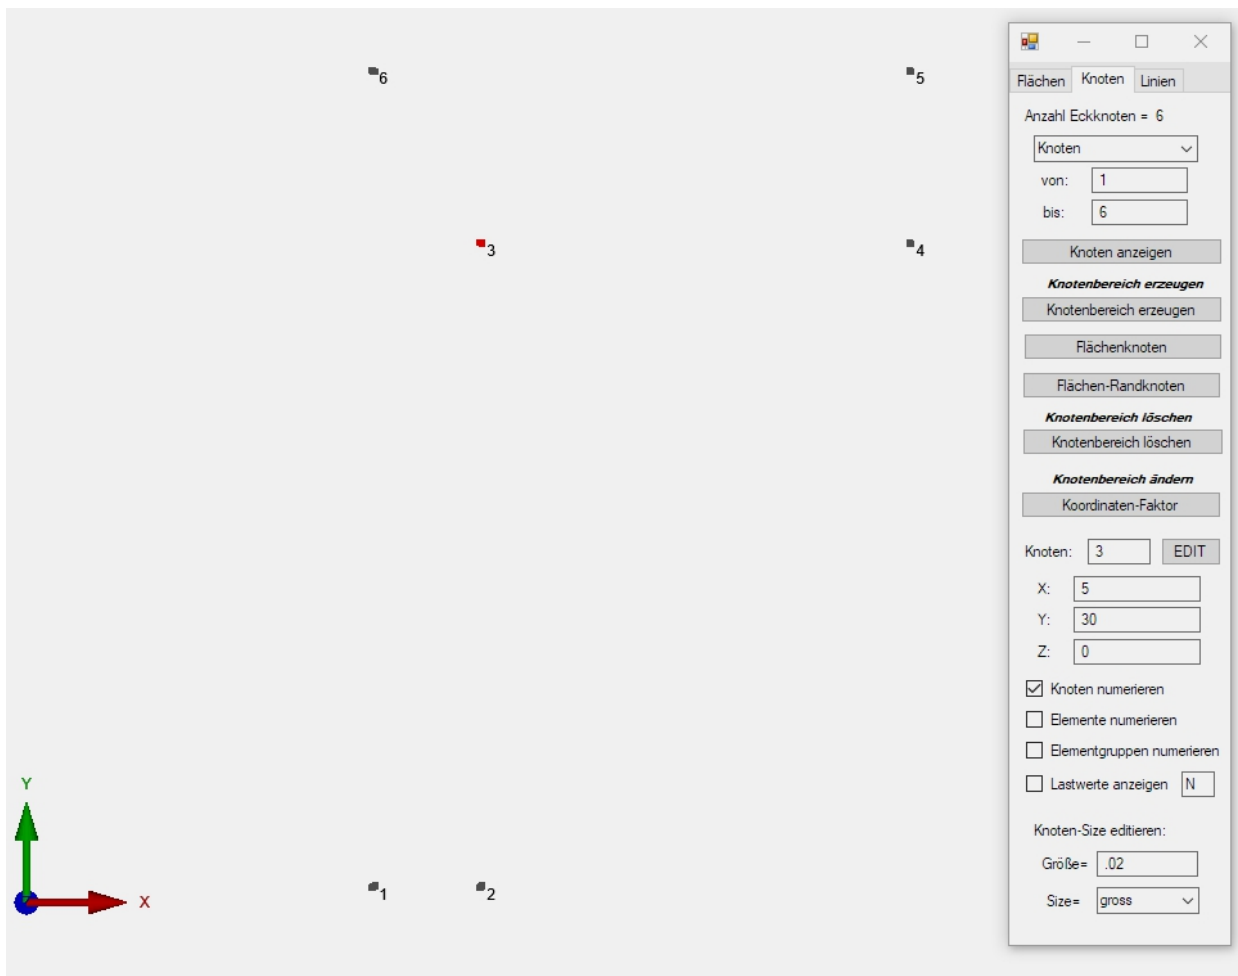 6
5
3
4
Y
X
1
2
Flächen Knoten Linien
Anzahl Eckknoten = 6
Knoten
von: 1
bis: 6
Knoten anzeigen
Knotenbereich erzeugen
Knotenbereich erzeugen
Flächenknoten
Flächen-Randknoten
Knotenbereich löschen
Knotenbereich löschen
Knotenbereich ändern
Koordinaten-Faktor
Knoten: 3 EDIT
X: 5
Y: 30
Z: 0
Knoten numerieren
Elemente numerieren
Elementgruppen numerieren
Lastwerte anzeigen N
Knoten-Size editieren:
Größe= .02
Size= gross